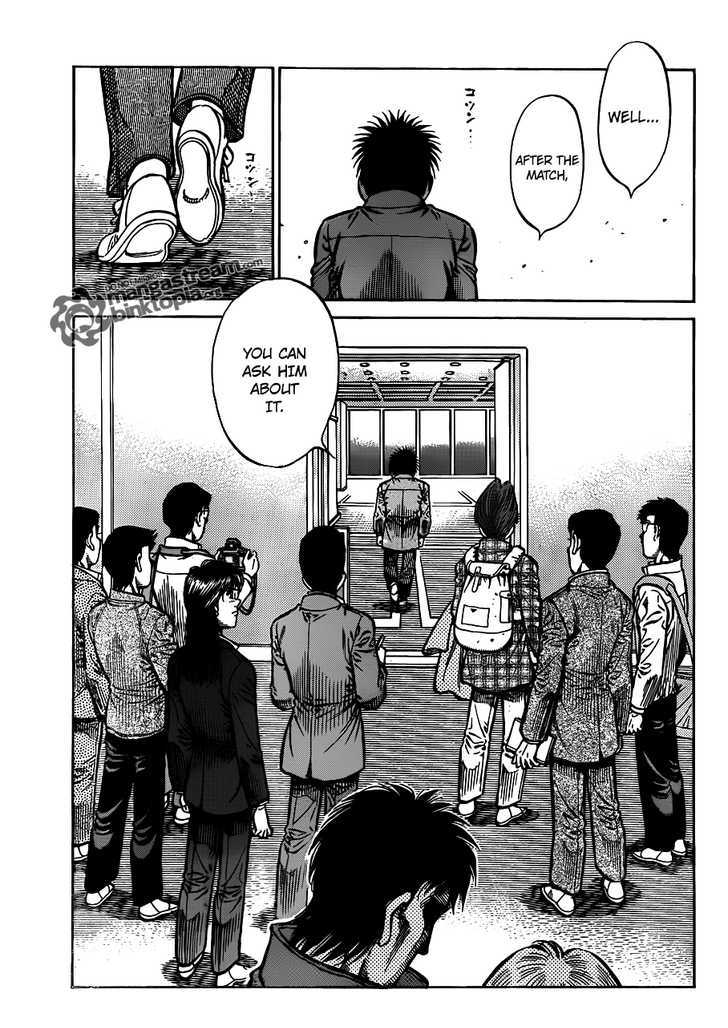 コツ
コツン…
WELL...
AFTER THE
MATCH,
YOU CAN
ASK HIM
ABOUT
IT.
mangastream.com
binktopia